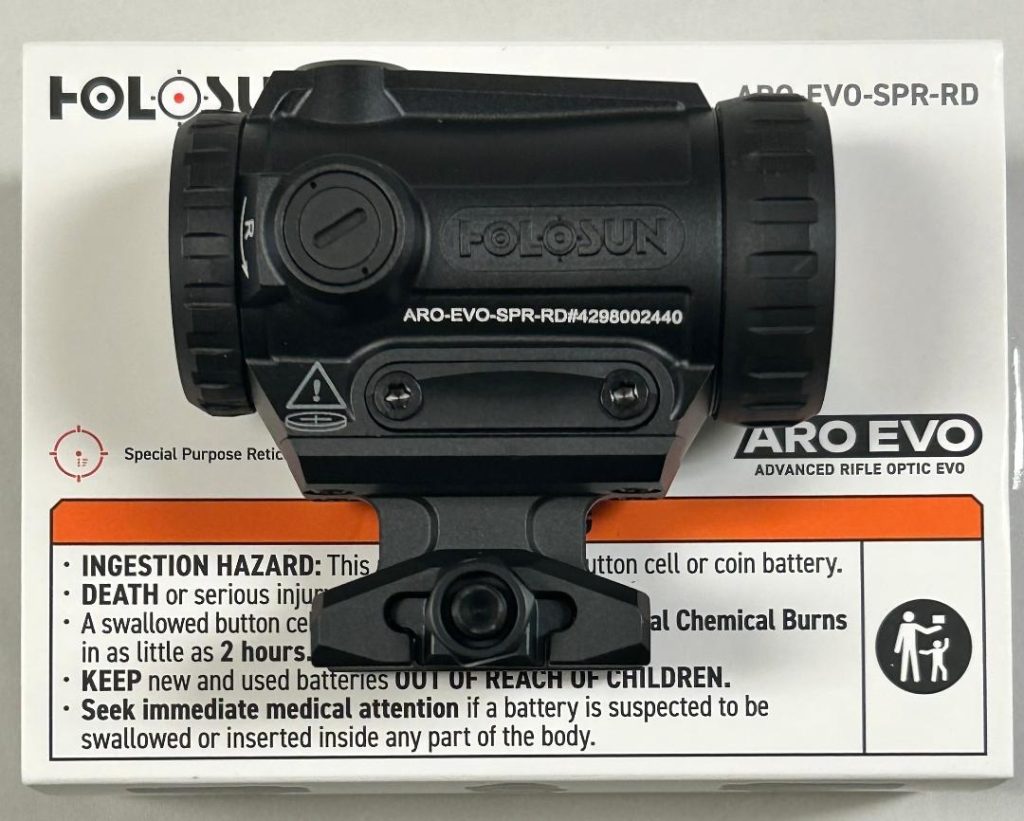 HOLOSU
ARO-EVO-SPR-RD
R
HOLOSUN
ARO-EVO-SPR-RD#4298002440
Special Purpose Retic
ARO EVO
ADVANCED RIFLE OPTIC EVO
· INGESTION HAZARD: This utton cell or coin battery.
· DEATH or serious injur
· A swallowed button ce al Chemical Burns
in as little as 2 hours.
· KEEP new and used batteries OUT OF REACH OF CHILDREN.
· Seek immediate medical attention if a battery is suspected to be
swallowed or inserted inside any part of the body.